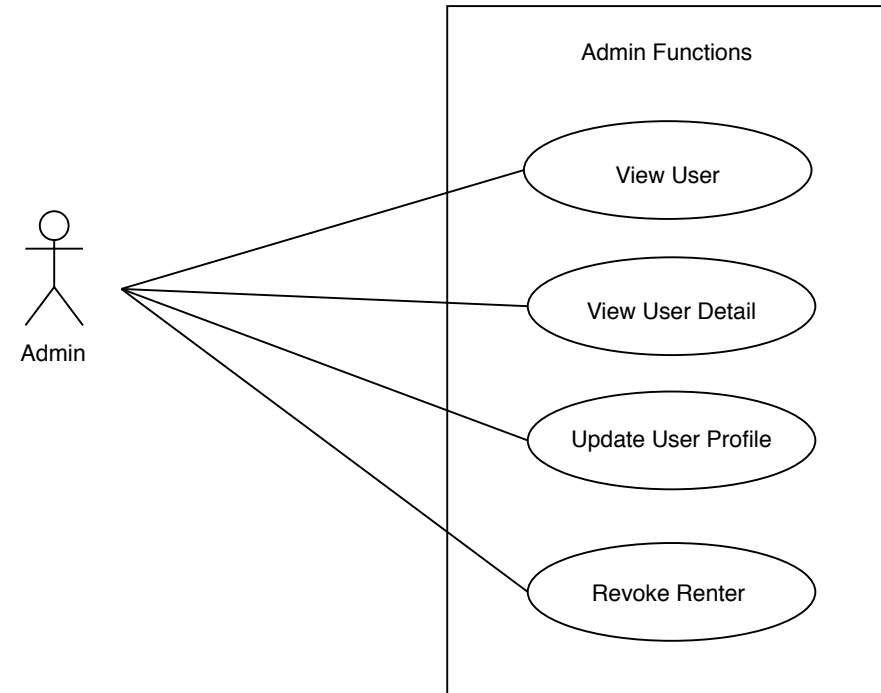 Admin Functions
View User
View User Detail
Admin
Update User Profile
Revoke Renter